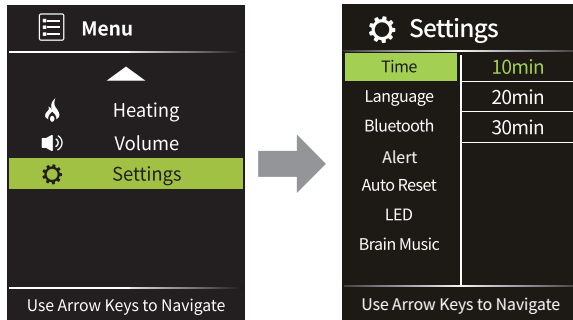 Menu
Heating
Volume
Settings
Use Arrow Keys to Navigate
Settings
Time 10min
Language 20min
Bluetooth 30min
Alert
Auto Reset
LED
Brain Music
Use Arrow Keys to Navigate